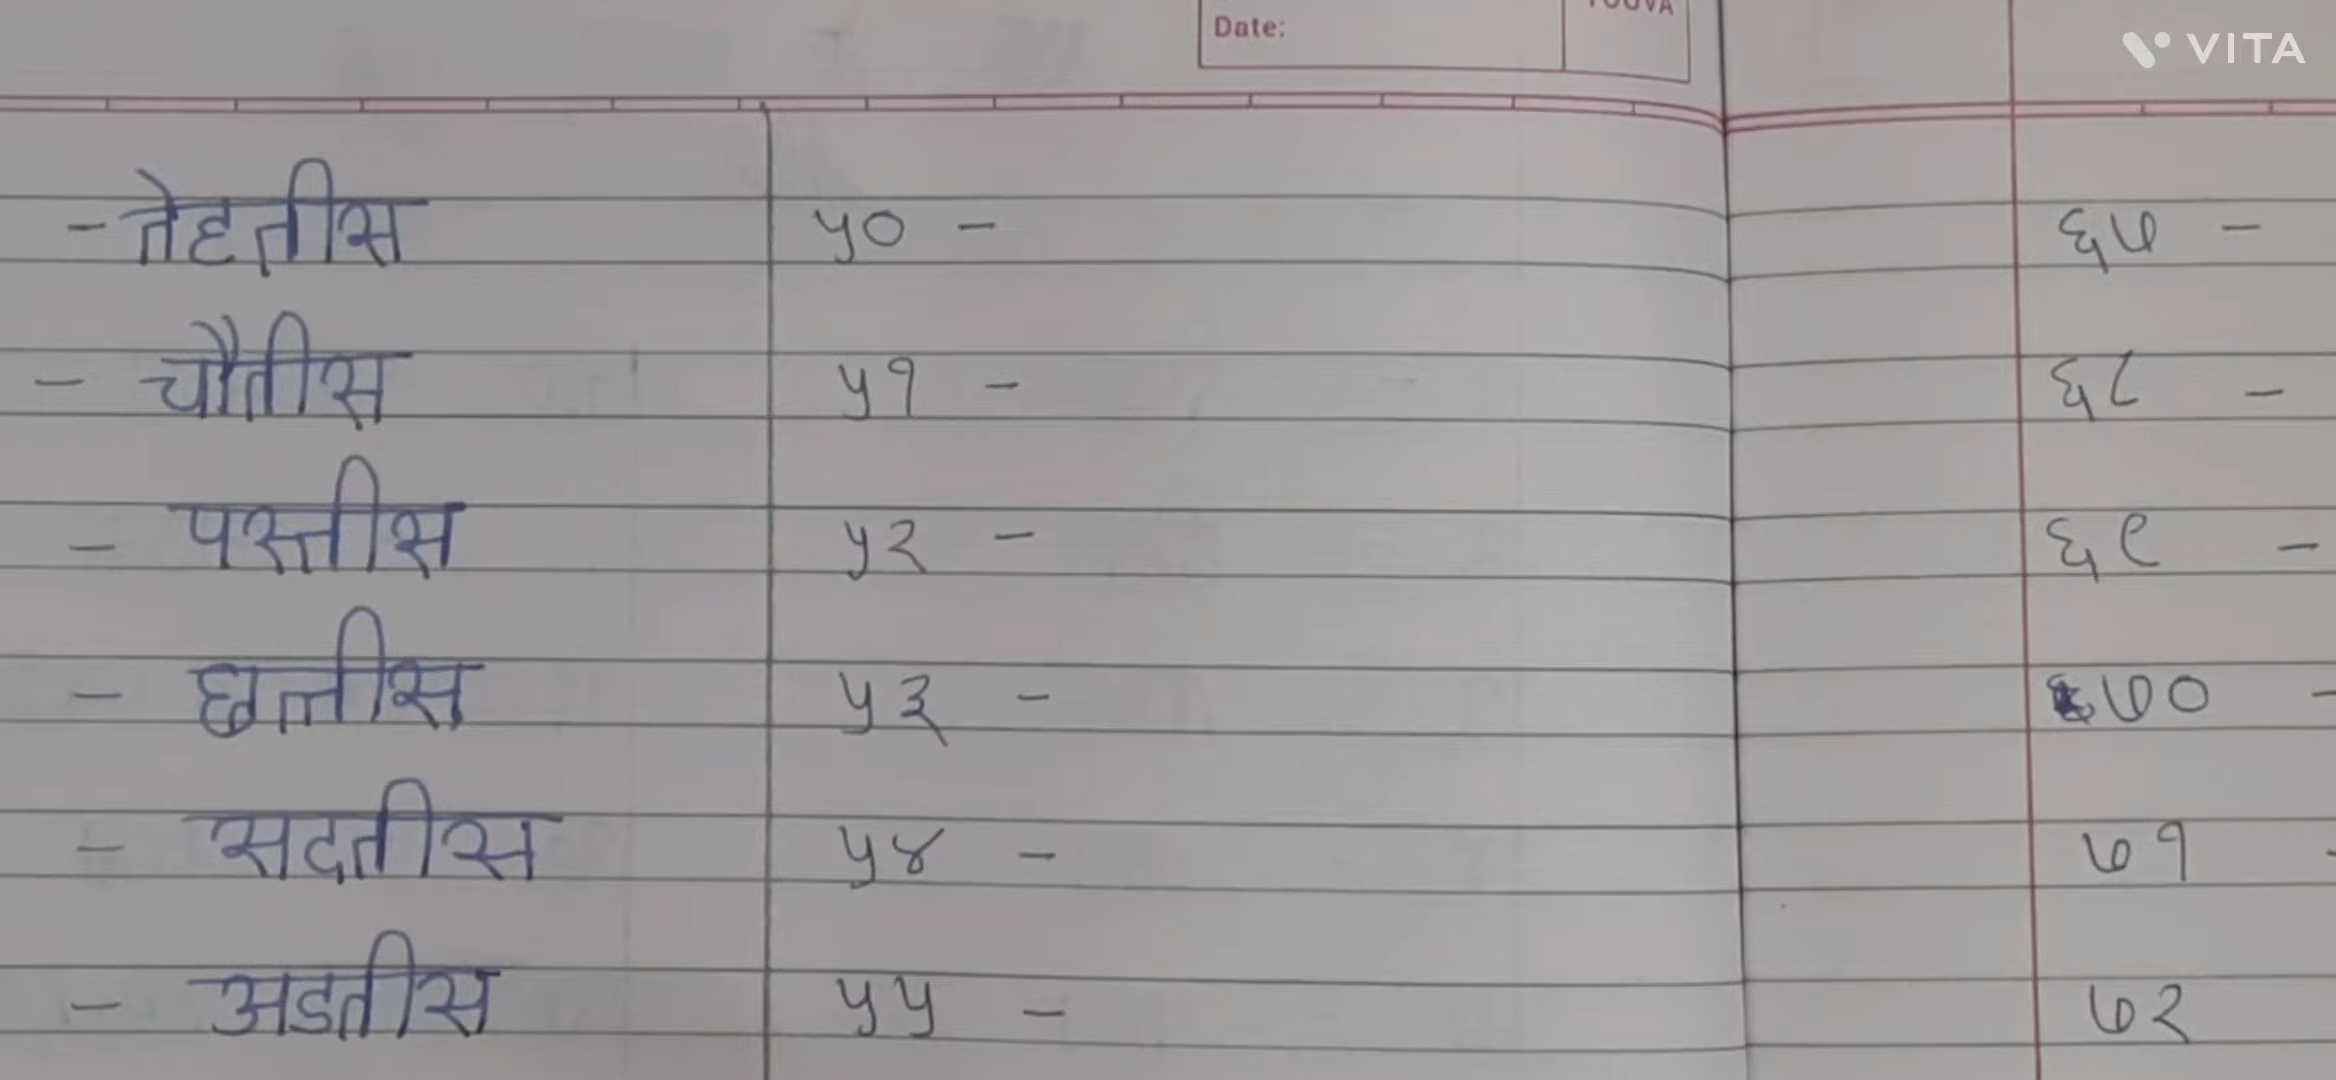 Date:
VITA
- तेहतीस ५० - ६७ -
- चौतीस ५१ - ६८ -
- पस्तीस ५२ - ६९ -
- छत्तीस ५३ - ७० -
- सदतीस ५४ - ७१ -
- अडतीस ५५ - ७२